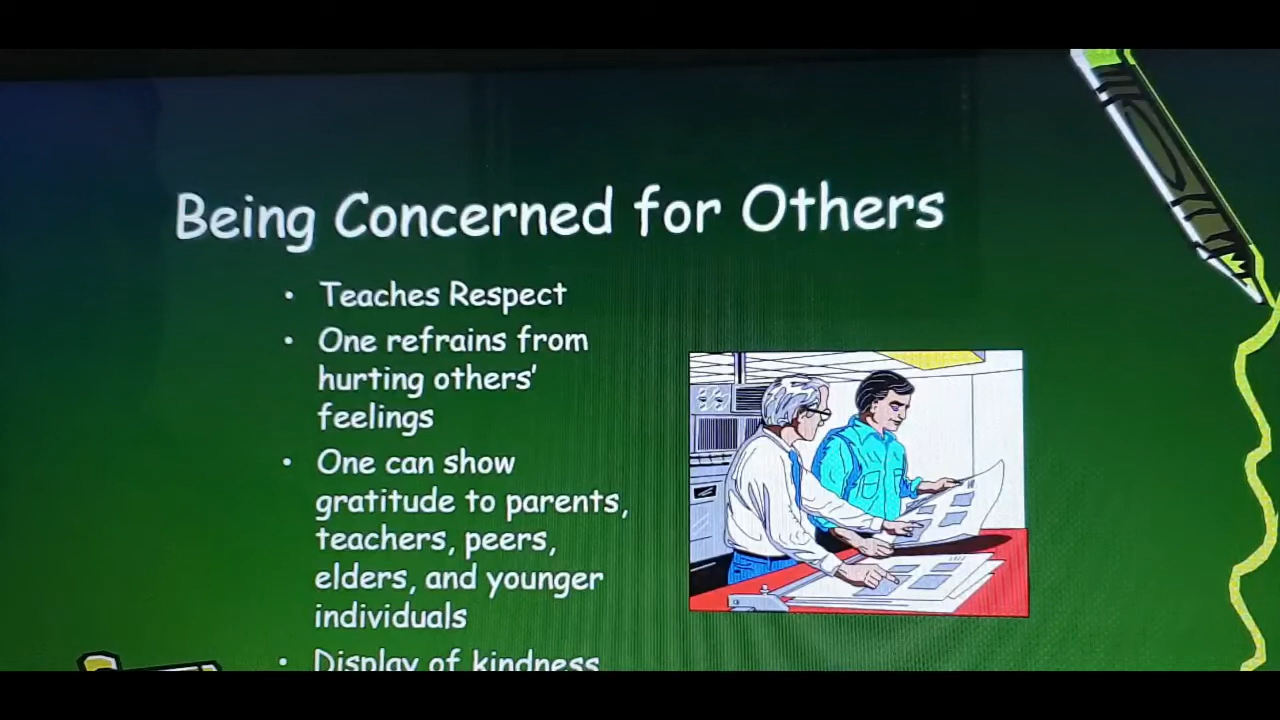 Being Concerned for Others
• Teaches Respect
• One refrains from
hurting others'
feelings
• One can show
gratitude to parents,
teachers, peers,
elders, and younger
individuals
• Display of kindness